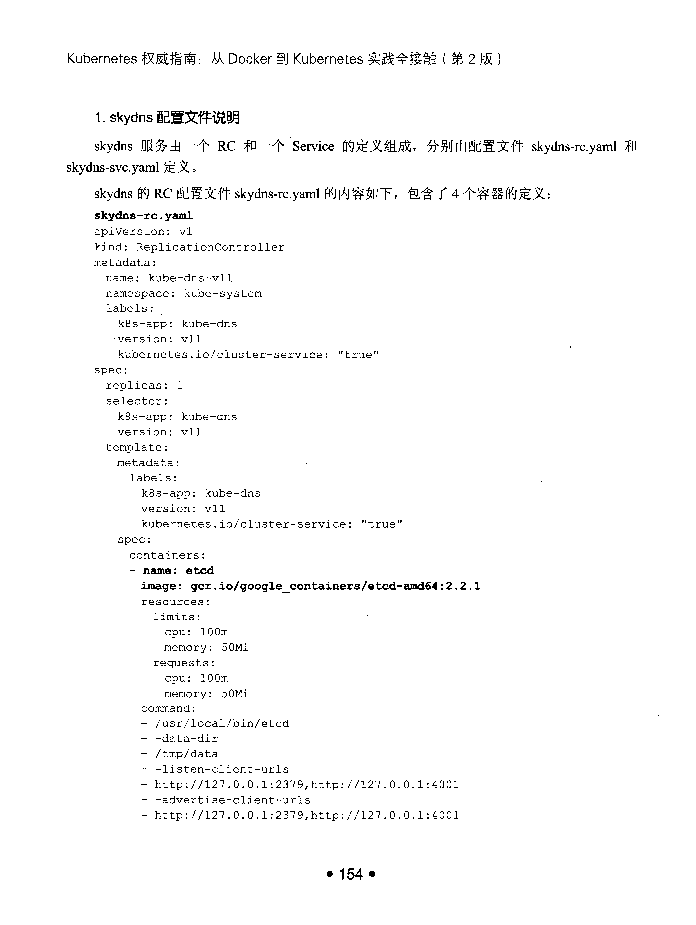 Kubernetes 权威指南：从 Docker 到 Kubernetes 实践全接触（第 2 版）
1. skydns 配置文件说明
skydns 服务由一个 RC 和一个 Service 的定义组成，分别由配置文件 skydns-rc.yaml 和
skydns-svc.yaml 定义。
skydns 的 RC 配置文件 skydns-rc.yaml 的内容如下，包含了 4 个容器的定义：
skydns-rc.yaml
apiVersion: v1
kind: ReplicationController
metadata:
  name: kube-dns-v11
  namespace: kube-system
  labels:
    k8s-app: kube-dns
    version: v11
    kubernetes.io/cluster-service: "true"
spec:
  replicas: 1
  selector:
    k8s-app: kube-dns
    version: v11
  template:
    metadata:
      labels:
        k8s-app: kube-dns
        version: v11
        kubernetes.io/cluster-service: "true"
    spec:
      containers:
      - name: etcd
        image: gcr.io/google_containers/etcd-amd64:2.2.1
        resources:
          limits:
            cpu: 100m
            memory: 50Mi
          requests:
            cpu: 100m
            memory: 50Mi
        command:
        - /usr/local/bin/etcd
        - -data-dir
        - /tmp/data
        - -listen-client-urls
        - http://127.0.0.1:2379,http://127.0.0.1:4001
        - -advertise-client-urls
        - http://127.0.0.1:2379,http://127.0.0.1:4001
• 154 •